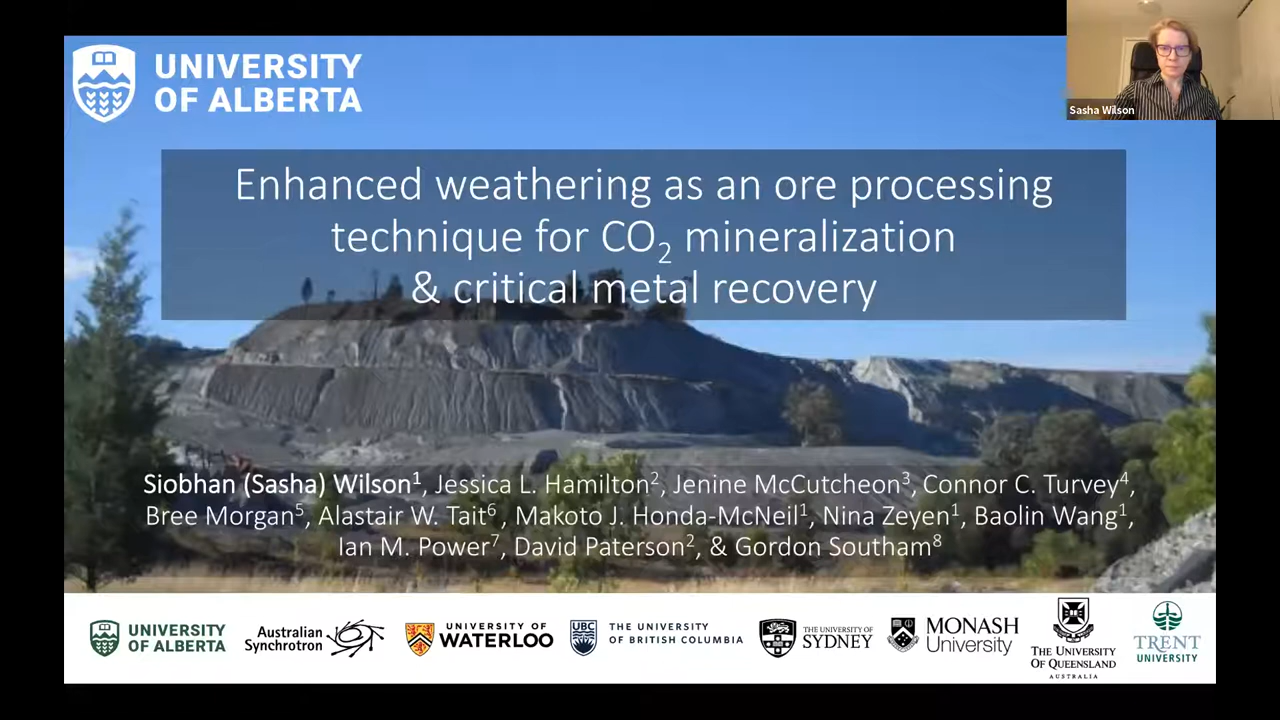 UNIVERSITY
OF ALBERTA
Sasha Wilson
Enhanced weathering as an ore processing
technique for CO₂ mineralization
& critical metal recovery
Siobhan (Sasha) Wilson¹, Jessica L. Hamilton², Jenine McCutcheon³, Connor C. Turvey⁴,
Bree Morgan⁵, Alastair W. Tait⁶ , Makoto J. Honda-McNeil¹, Nina Zeyen¹, Baolin Wang¹,
Ian M. Power⁷, David Paterson², & Gordon Southam⁸
UNIVERSITY
OF ALBERTA
Australian
Synchrotron
UNIVERSITY OF
WATERLOO
UBC
THE UNIVERSITY
OF BRITISH COLUMBIA
THE UNIVERSITY OF
SYDNEY
MONASH
University
THE UNIVERSITY
OF QUEENSLAND
AUSTRALIA
TRENT
UNIVERSITY